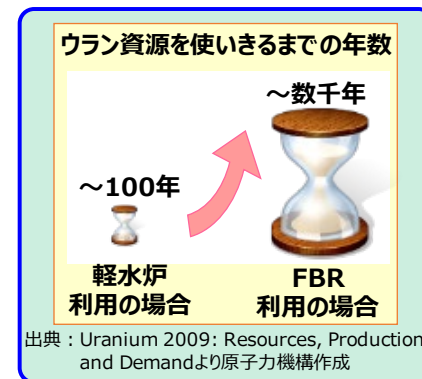 ウラン資源を使いきるまでの年数
～数千年
～100年
軽水炉
利用の場合
FBR
利用の場合
出典：Uranium 2009: Resources, Production
and Demandより原子力機構作成